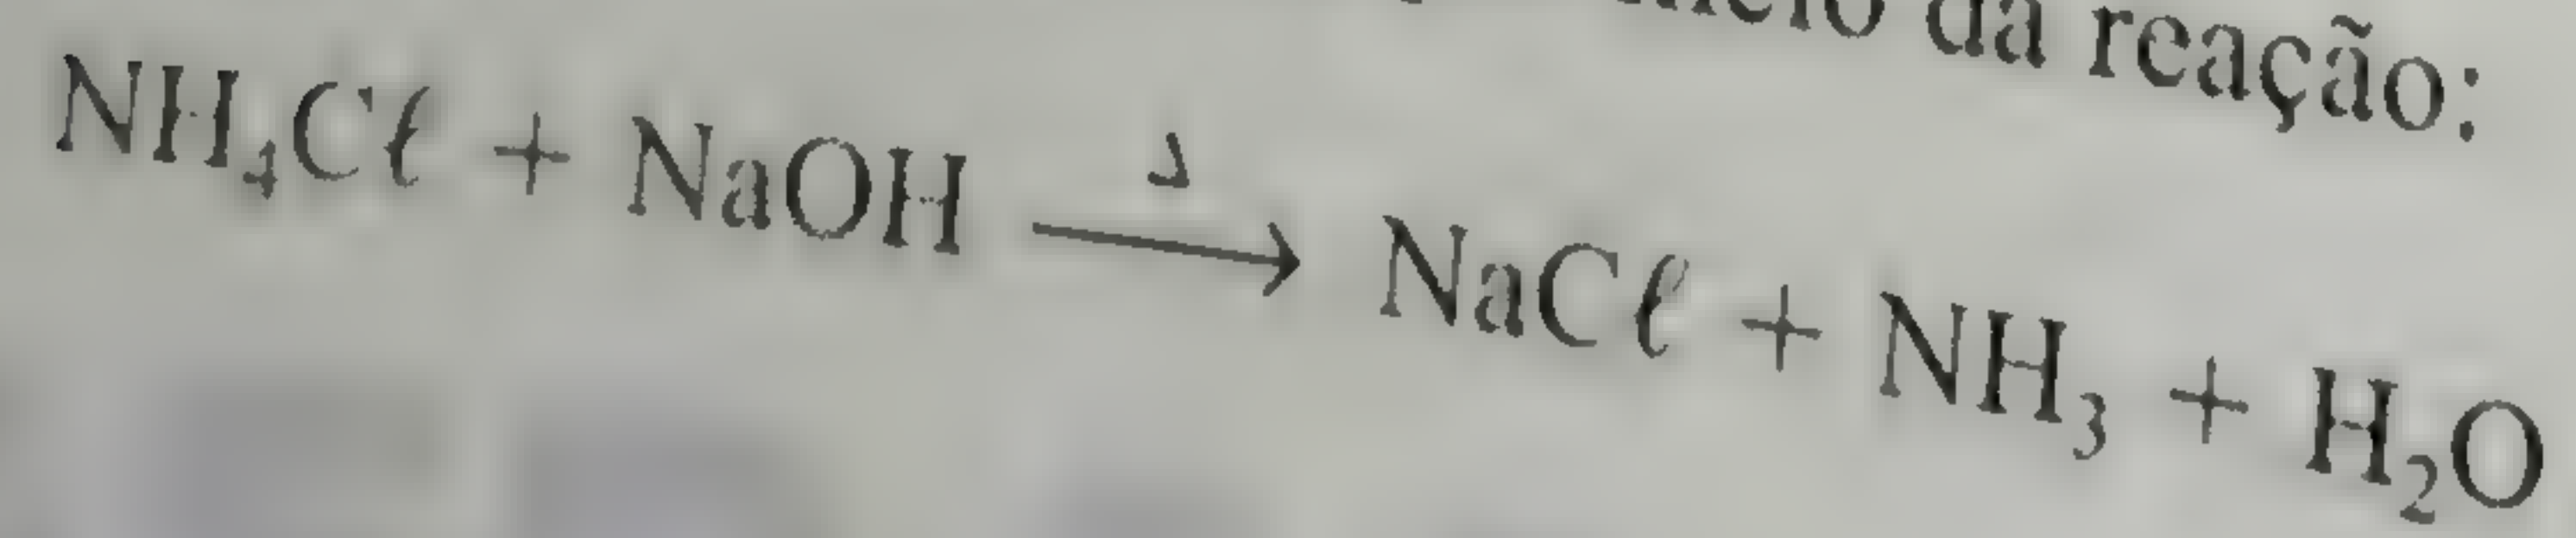 da reação:
NH₄Cℓ + NaOH —Δ→ NaCℓ + NH₃ + H₂O